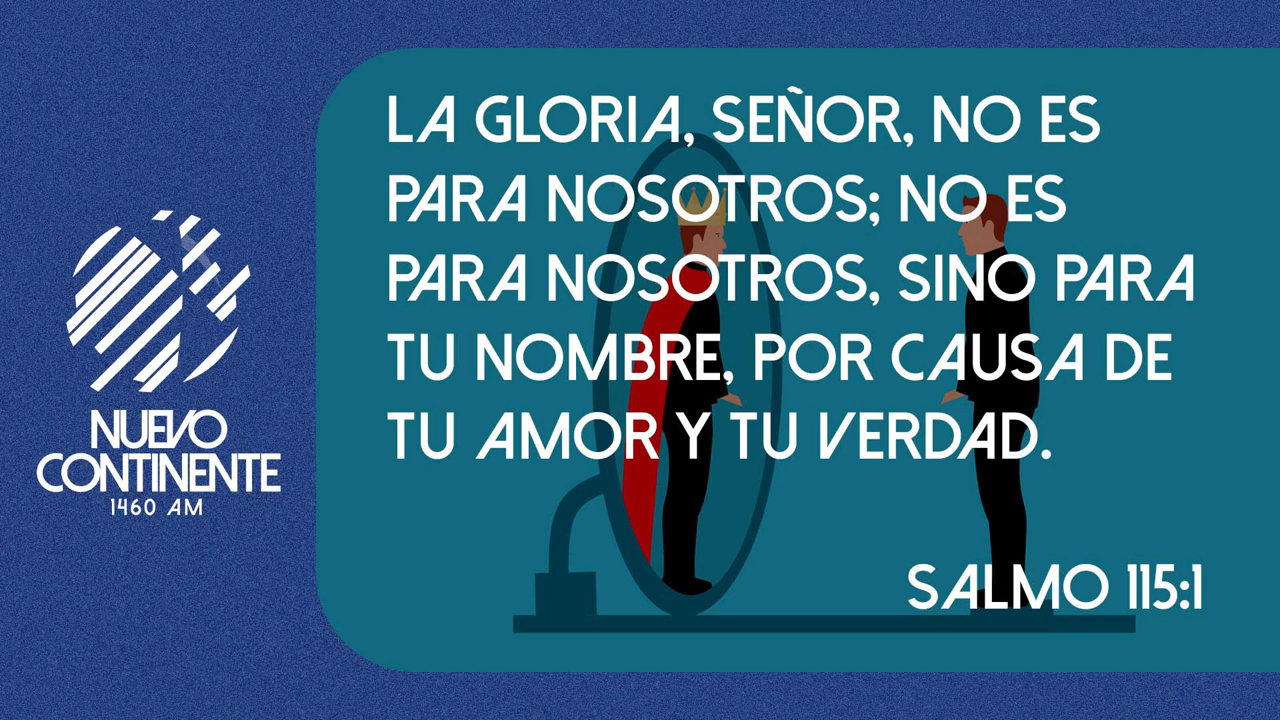 LA GLORIA, SEÑOR, NO ES
PARA NOSOTROS; NO ES
PARA NOSOTROS, SINO PARA
TU NOMBRE, POR CAUSA DE
TU AMOR Y TU VERDAD.
SALMO 115:1
NUEVO
CONTINENTE
1460 AM